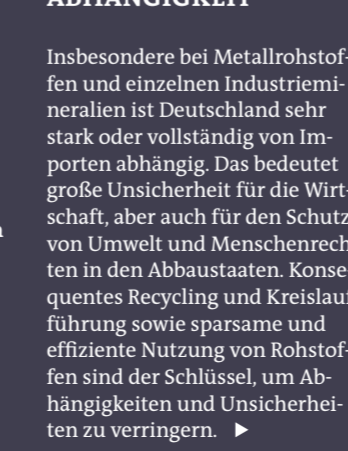 ABHÄNGIGKEIT
Insbesondere bei Metallrohstof-
fen und einzelnen Industriemi-
neralien ist Deutschland sehr
stark oder vollständig von Im-
porten abhängig. Das bedeutet
große Unsicherheit für die Wirt-
schaft, aber auch für den Schutz
von Umwelt und Menschenrech
ten in den Abbaustaaten. Konse
quentes Recycling und Kreislauf
führung sowie sparsame und
effiziente Nutzung von Rohstof-
fen sind der Schlüssel, um Ab-
hängigkeiten und Unsicherhei-
ten zu verringern. ▶